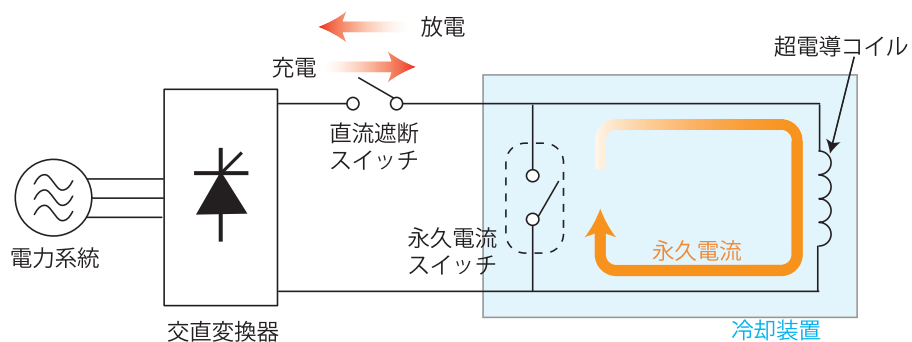 放電
充電
超電導コイル
直流遮断
スイッチ
電力系統
永久電流
スイッチ
永久電流
交直変換器
冷却装置